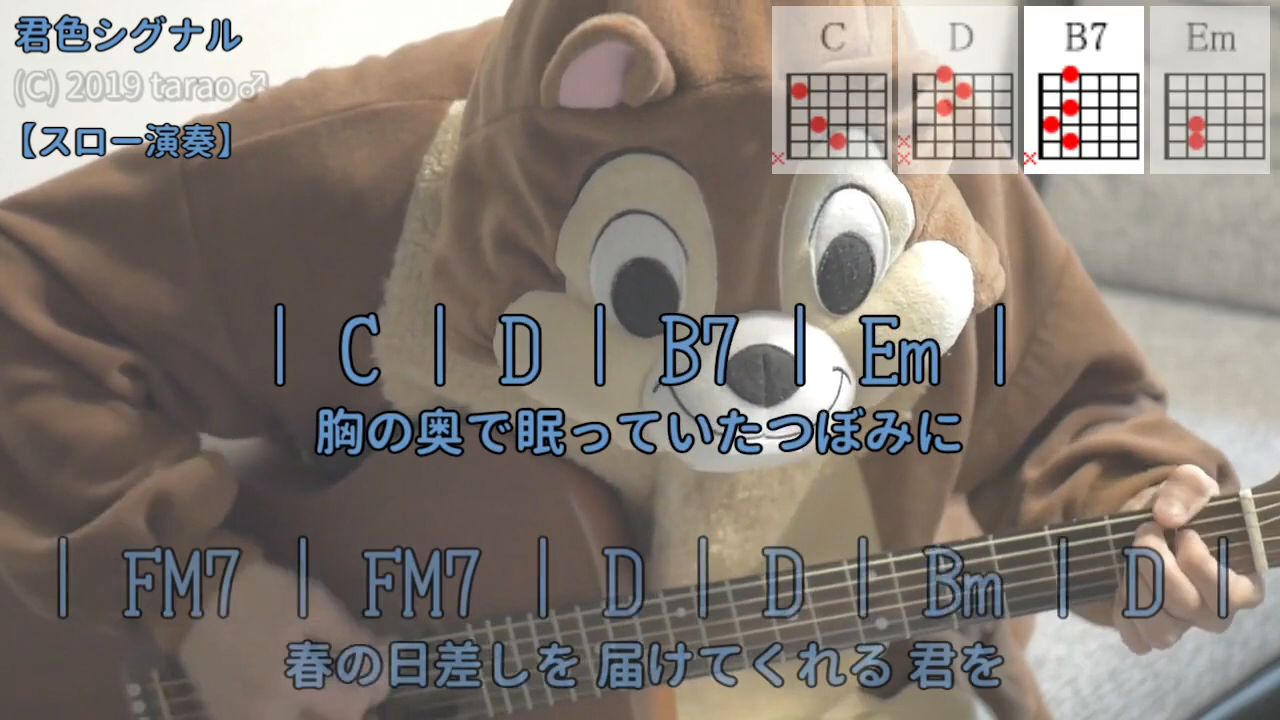 君色シグナル
(C) 2019 tarao♂
【スロー演奏】
C D B7 Em
| C | D | B7 | Em |
胸の奥で眠っていたつぼみに
| FM7 | FM7 | D | D | Bm | D |
春の日差しを 届けてくれる 君を